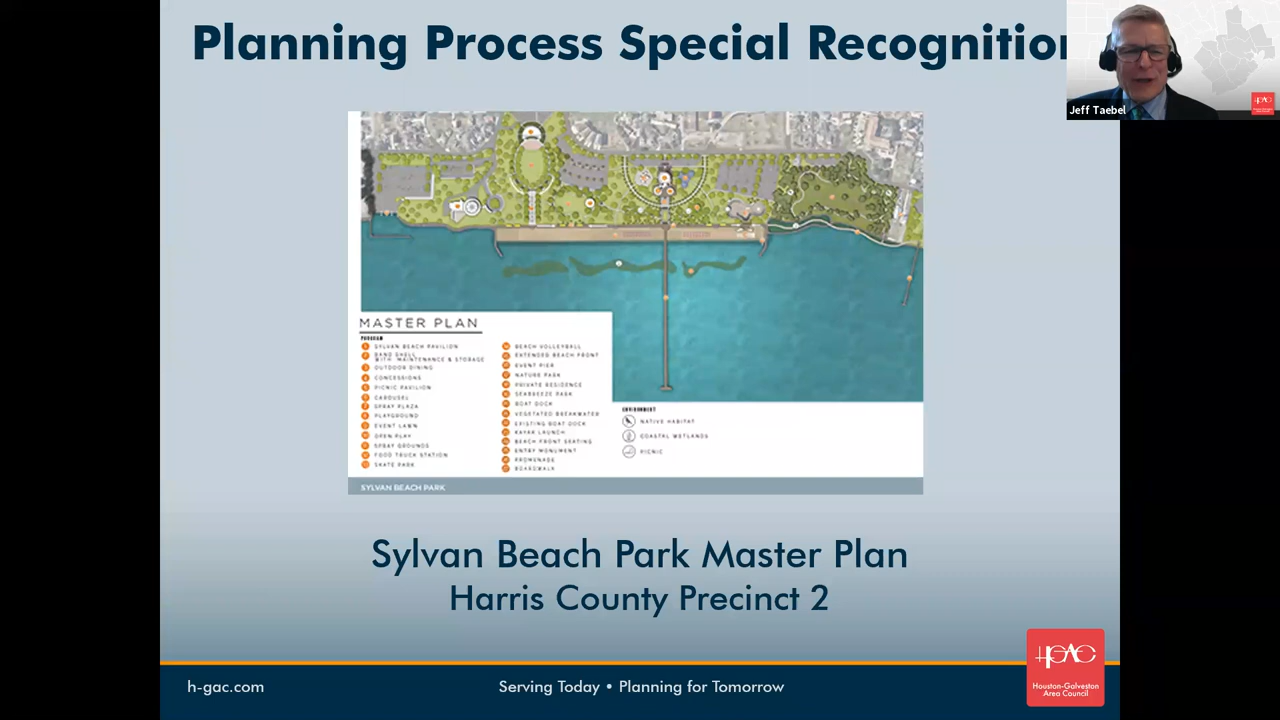 Planning Process Special Recognition
Jeff Taebel
MASTER PLAN
PROGRAM
SYLVAN BEACH PAVILION
BAND SHELL
WITH MAINTENANCE & STORAGE
OUTDOOR DINING
CONCESSIONS
PICNIC PAVILION
CAROUSEL
SPRAY PLAZA
PLAYGROUND
EVENT LAWN
OPEN PLAY
SPRAY GROUNDS
FOOD TRUCK STATION
SKATE PARK
BEACH VOLLEYBALL
EXTENDED BEACH FRONT
EVENT PIER
NATURE PARK
PRIVATE RESIDENCE
SEABREEZE PARK
BOAT DOCK
VEGETATED BREAKWATER
EXISTING BOAT DOCK
KAYAK LAUNCH
BEACH FRONT SEATING
ENTRY MONUMENT
PROMENADE
BOARDWALK
ENVIRONMENT
NATIVE HABITAT
COASTAL WETLANDS
PICNIC
SYLVAN BEACH PARK
Sylvan Beach Park Master Plan
Harris County Precinct 2
h-gac.com
Serving Today • Planning for Tomorrow
HGAC
Houston-Galveston
Area Council